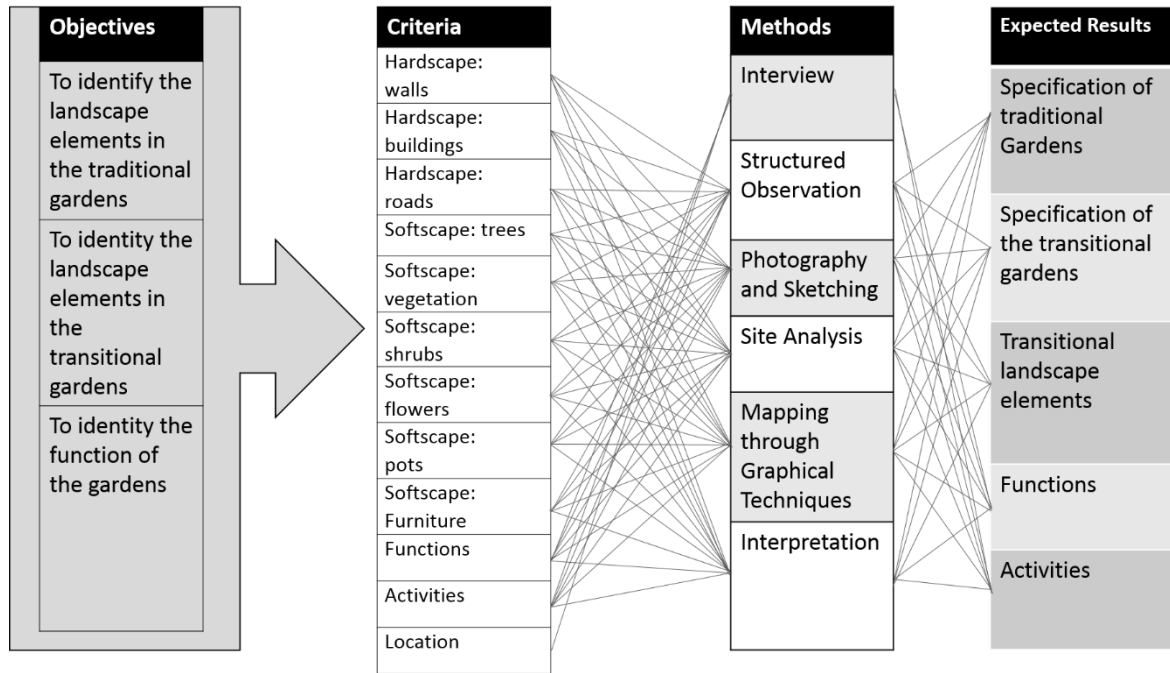 Objectives
To identify the
landscape
elements in
the traditional
gardens
To identity the
landscape
elements in
the
transitional
gardens
To identity the
function of
the gardens
Criteria
Hardscape:
walls
Hardscape:
buildings
Hardscape:
roads
Softscape: trees
Softscape:
vegetation
Softscape:
shrubs
Softscape:
flowers
Softscape:
pots
Softscape:
Furniture
Functions
Activities
Location
Methods
Interview
Structured
Observation
Photography
and Sketching
Site Analysis
Mapping
through
Graphical
Techniques
Interpretation
Expected Results
Specification of
traditional
Gardens
Specification of
the transitional
gardens
Transitional
landscape
elements
Functions
Activities